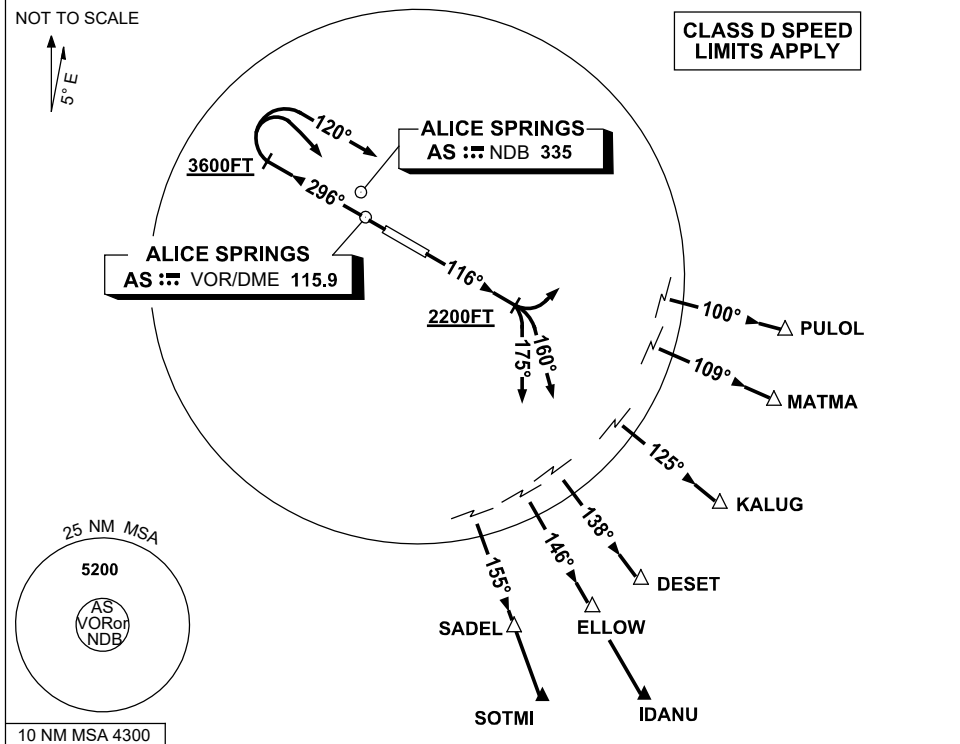 NOT TO SCALE
5° E
CLASS D SPEED
LIMITS APPLY
120°
ALICE SPRINGS
AS NDB 335
3600FT
296°
ALICE SPRINGS
AS VOR/DME 115.9
116°
2200FT
175°
160°
100°
PULOL
109°
MATMA
125°
KALUG
138°
DESET
146°
ELLOW
155°
SADEL
SOTMI
IDANU
25 NM MSA
5200
AS
VORor
NDB
10 NM MSA 4300